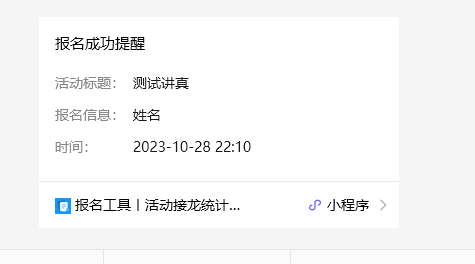 报名成功提醒
活动标题： 测试讲真
报名信息： 姓名
时间： 2023-10-28 22:10
报名工具丨活动接龙统计... 小程序